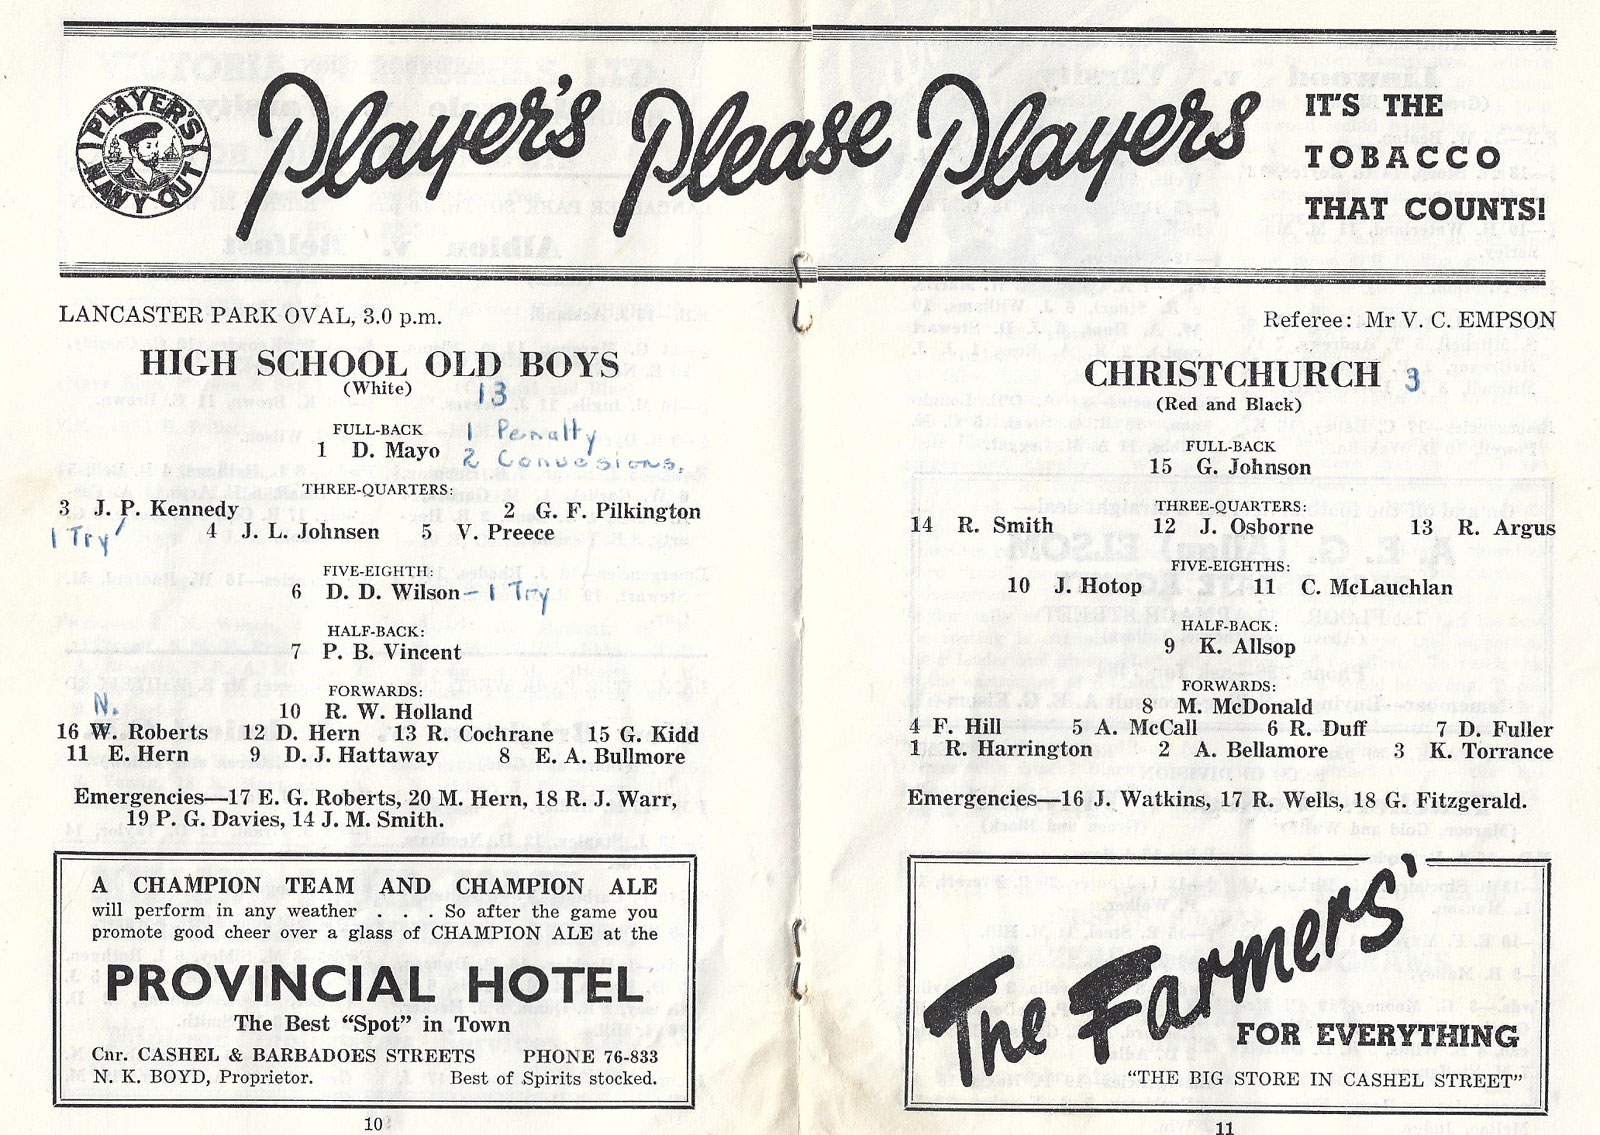 PLAYER'S
NAVY CUT
Player's Please Players
IT'S THE
TOBACCO
THAT COUNTS!
LANCASTER PARK OVAL, 3.0 p.m.
HIGH SCHOOL OLD BOYS
(White)
13
FULL-BACK
1 Penalty
1 D. Mayo
2 Convesions.
THREE-QUARTERS:
3 J. P. Kennedy 2 G. F. Pilkington
1 Try
4 J. L. Johnsen 5 V. Preece
FIVE-EIGHTH:
6 D. D. Wilson - 1 Try
HALF-BACK:
7 P. B. Vincent
FORWARDS:
N.
10 R. W. Holland
16 W. Roberts 12 D. Hern 13 R. Cochrane 15 G. Kidd
11 E. Hern 9 D. J. Hattaway 8 E. A. Bullmore
Emergencies—17 E. G. Roberts, 20 M. Hern, 18 R. J. Warr,
19 P. G. Davies, 14 J. M. Smith.
A CHAMPION TEAM AND CHAMPION ALE
will perform in any weather . . . So after the game you
promote good cheer over a glass of CHAMPION ALE at the
PROVINCIAL HOTEL
The Best “Spot” in Town
Cnr. CASHEL & BARBADOES STREETS PHONE 76-833
N. K. BOYD, Proprietor. Best of Spirits stocked.
10
Referee: Mr V. C. EMPSON
CHRISTCHURCH 3
(Red and Black)
FULL-BACK
15 G. Johnson
THREE-QUARTERS:
14 R. Smith 12 J. Osborne 13 R. Argus
FIVE-EIGHTHS:
10 J. Hotop 11 C. McLauchlan
HALF-BACK:
9 K. Allsop
FORWARDS:
8 M. McDonald
4 F. Hill 5 A. McCall 6 R. Duff 7 D. Fuller
1 R. Harrington 2 A. Bellamore 3 K. Torrance
Emergencies—16 J. Watkins, 17 R. Wells, 18 G. Fitzgerald.
The Farmers'
FOR EVERYTHING
“THE BIG STORE IN CASHEL STREET”
11